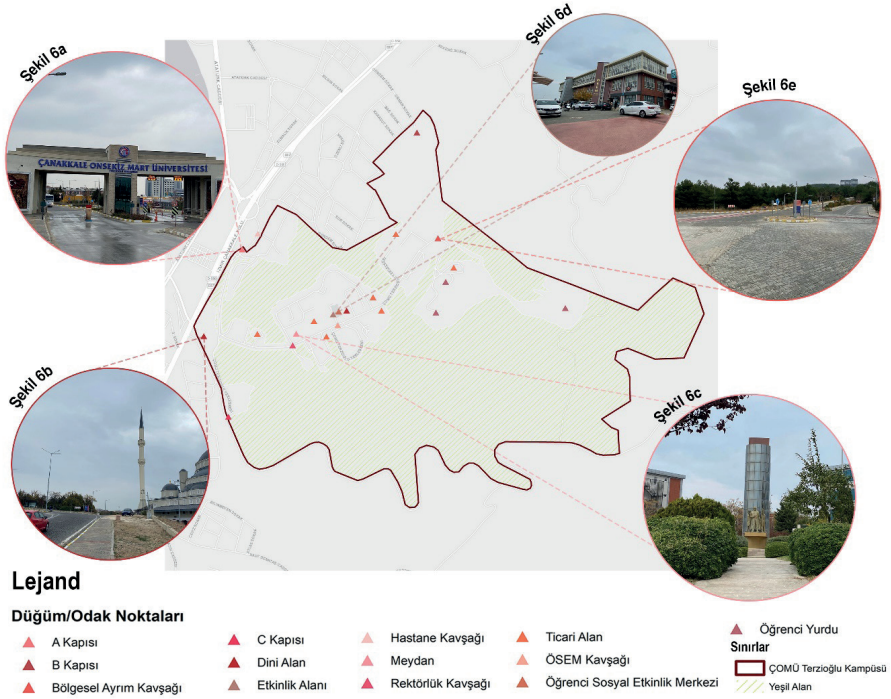 Şekil 6a
Şekil 6d
Şekil 6e
ÇANAKKALE ONSEKİZ MART ÜNİVERSİTESİ
Şekil 6b
Şekil 6c
Lejand
Düğüm/Odak Noktaları
A Kapısı
B Kapısı
Bölgesel Ayrım Kavşağı
C Kapısı
Dini Alan
Etkinlik Alanı
Hastane Kavşağı
Meydan
Rektörlük Kavşağı
Ticari Alan
ÖSEM Kavşağı
Öğrenci Sosyal Etkinlik Merkezi
Öğrenci Yurdu
Sınırlar
ÇOMÜ Terzioğlu Kampüsü
Yeşil Alan